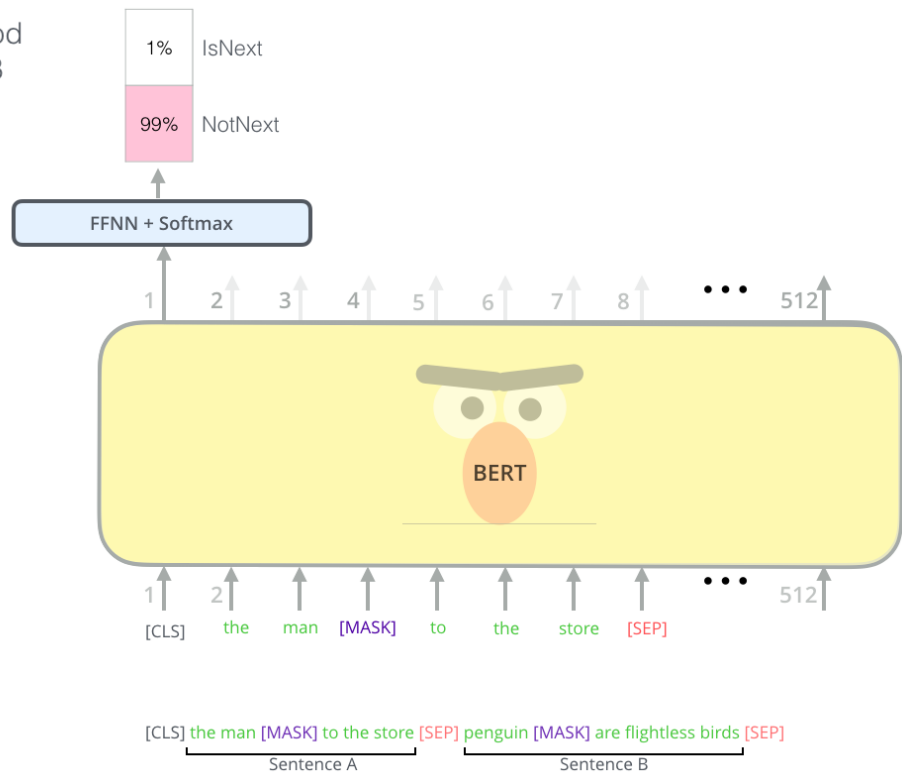 od
B
1% IsNext
99% NotNext
FFNN + Softmax
1 2 3 4 5 6 7 8 ••• 512
BERT
1 2 ••• 512
[CLS] the man [MASK] to the store [SEP]
[CLS] the man [MASK] to the store [SEP] penguin [MASK] are flightless birds [SEP]
Sentence A Sentence B